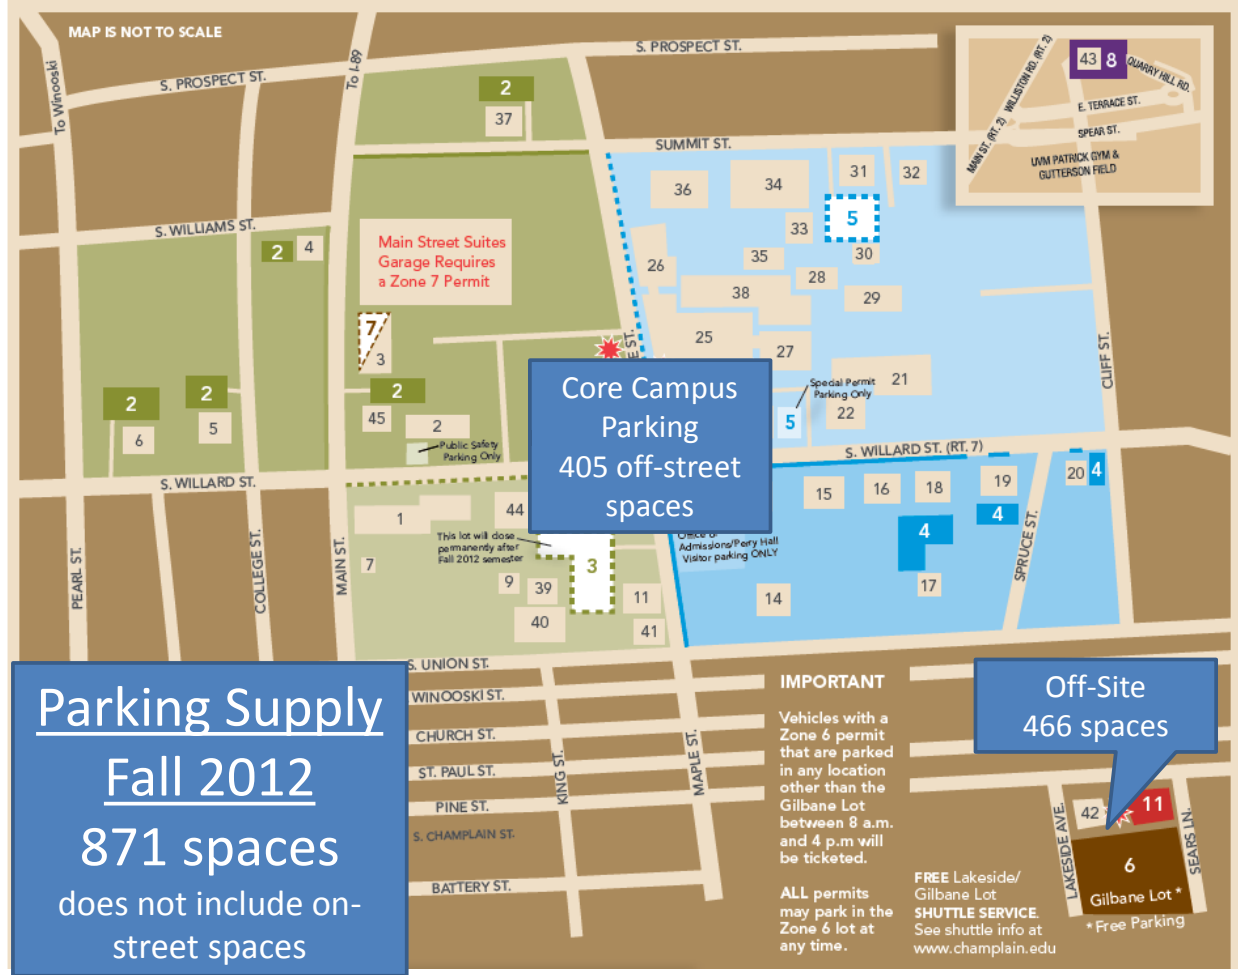 MAP IS NOT TO SCALE
To Winooski
S. PROSPECT ST.
To I-89
S. PROSPECT ST.
2
37
SUMMIT ST.
MAIN ST. (RT. 2)
WILLISTON RD. (RT. 2)
43 8
QUARRY HILL RD.
E. TERRACE ST.
SPEAR ST.
UVM PATRICK GYM &
GUTTERSON FIELD
S. WILLIAMS ST.
2 4
Main Street Suites
Garage Requires
a Zone 7 Permit
36
34
31
32
5
33
30
26
35
28
38
29
25
27
7
3
E ST.
CLIFF ST.
21
22
Special Permit
Parking Only
5
2
6
2
5
2
45
2
Public Safety
Parking Only
Core Campus
Parking
405 off-street
spaces
S. WILLARD ST.
S. WILLARD ST. (RT. 7)
1
44
This lot will close
permanently after
Fall 2012 semester
7
9
39
40
3
11
41
Office of
Admissions/Perry Hall
Visitor parking ONLY
15
16
18
19
20
4
4
4
17
14
PEARL ST.
COLLEGE ST.
MAIN ST.
SPRUCE ST.
S. UNION ST.
WINOOSKI ST.
CHURCH ST.
ST. PAUL ST.
PINE ST.
S. CHAMPLAIN ST.
BATTERY ST.
KING ST.
MAPLE ST.
Parking Supply
Fall 2012
871 spaces
does not include on-
street spaces
IMPORTANT
Vehicles with a
Zone 6 permit
that are parked
in any location
other than the
Gilbane Lot
between 8 a.m.
and 4 p.m will
be ticketed.
ALL permits
may park in the
Zone 6 lot at
any time.
FREE Lakeside/
Gilbane Lot
SHUTTLE SERVICE.
See shuttle info at
www.champlain.edu
Off-Site
466 spaces
LAKESIDE AVE.
42
11
SEARS LN.
6
Gilbane Lot *
*Free Parking